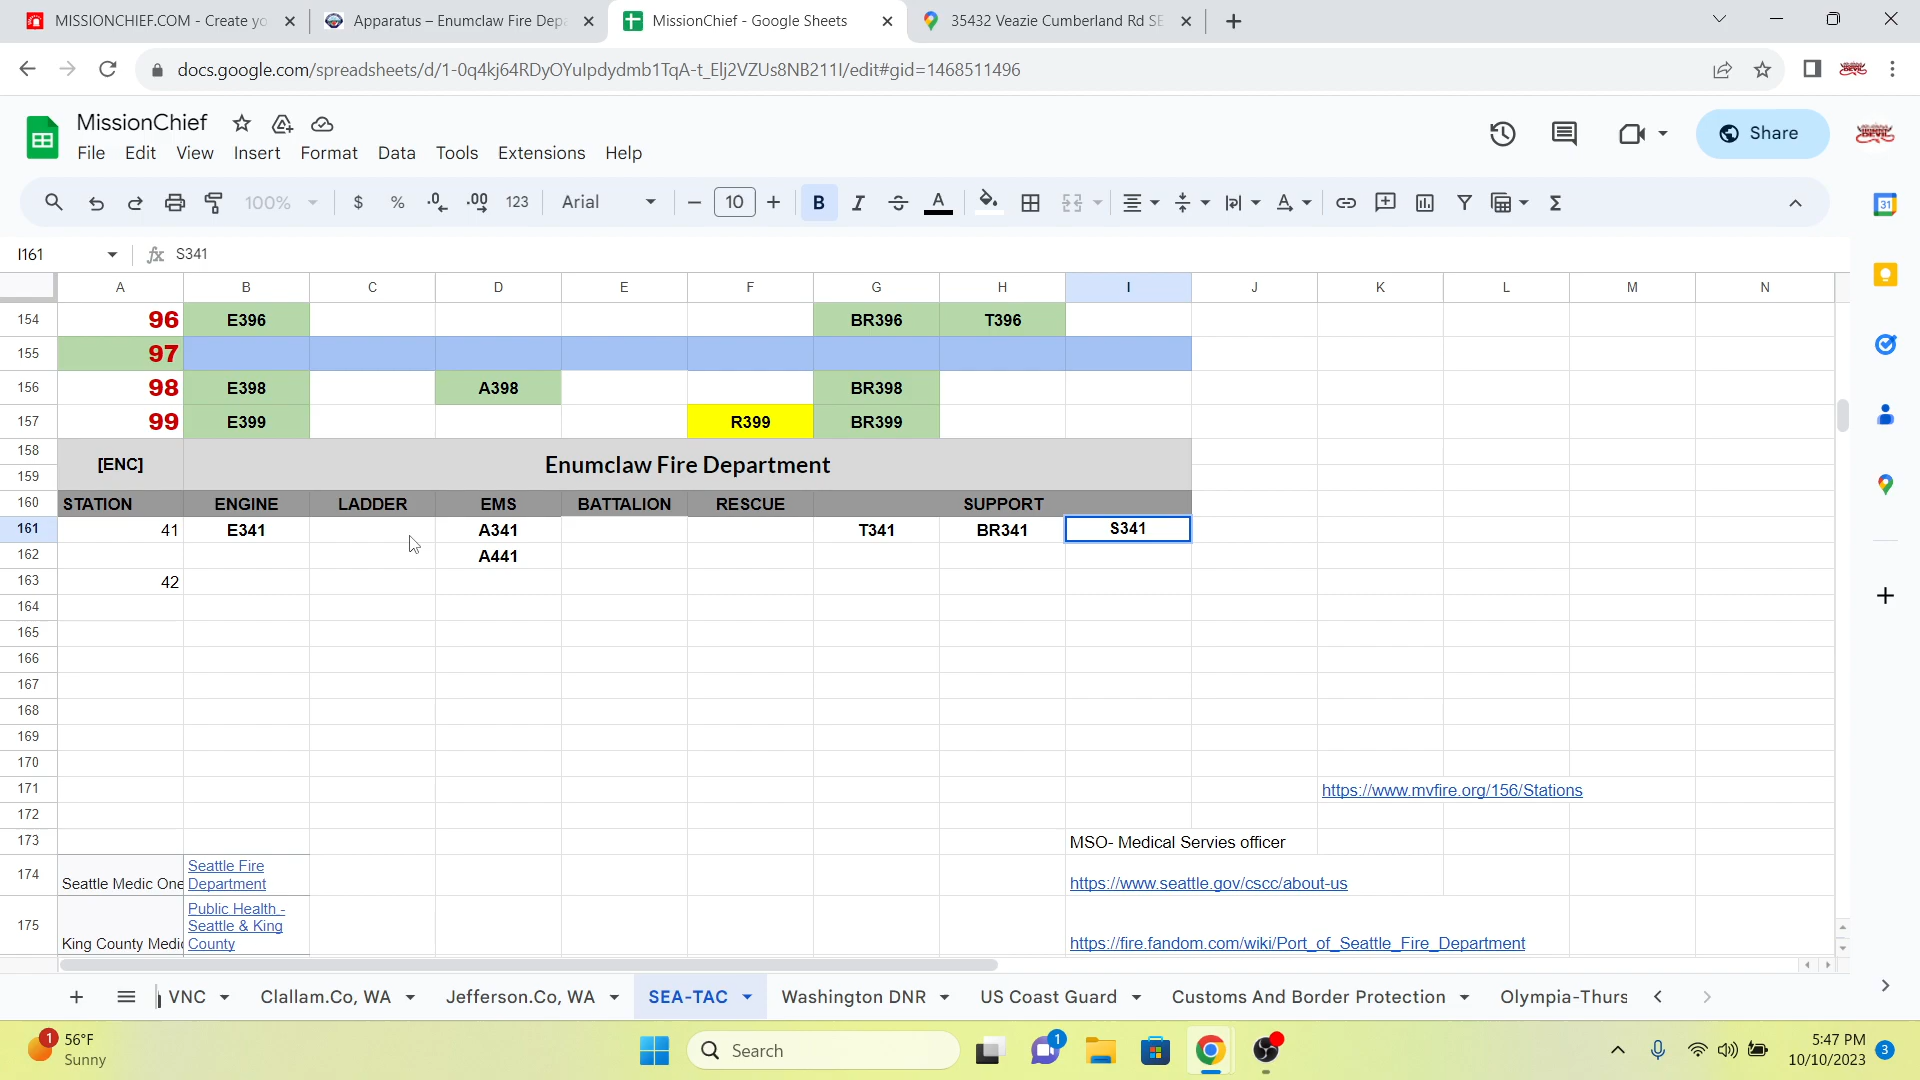 MISSIONCHIEF.COM - Create yo
Apparatus – Enumclaw Fire Depa
MissionChief - Google Sheets
35432 Veazie Cumberland Rd SE
docs.google.com/spreadsheets/d/1-0q4kj64RDyOYulpdydmb1TqA-t_Elj2VZUs8NB211I/edit#gid=1468511496
MissionChief
File Edit View Insert Format Data Tools Extensions Help
Share
100% $ % .0 .00 123 Arial 10 B I A
31
I161 fx S341
A B C D E F G H I J K L M N
154 96 E396 BR396 T396
155 97
156 98 E398 A398 BR398
157 99 E399 R399 BR399
158
159
[ENC] Enumclaw Fire Department
160 STATION ENGINE LADDER EMS BATTALION RESCUE SUPPORT
161 41 E341 A341 T341 BR341 S341
162 A441
163 42
164
165
166
167
168
169
170
171 https://www.mvfire.org/156/Stations
172
173 MSO- Medical Servies officer
174 Seattle Medic One Seattle Fire Department https://www.seattle.gov/cscc/about-us
175 King County Medic Public Health - Seattle & King County https://fire.fandom.com/wiki/Port_of_Seattle_Fire_Department
VNC Clallam.Co, WA Jefferson.Co, WA SEA-TAC Washington DNR US Coast Guard Customs And Border Protection Olympia-Thurs
1 56°F
Sunny
Search
1
5:47 PM
10/10/2023
3